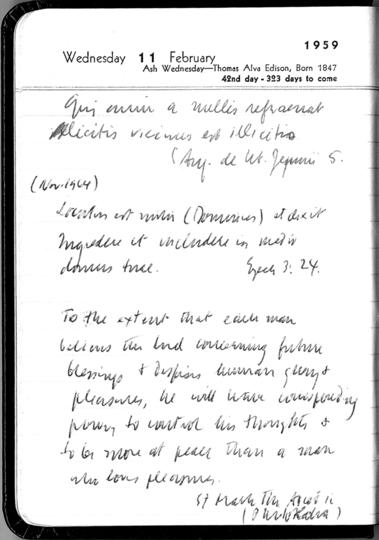 1959
Wednesday 11 February
Ash Wednesday—Thomas Alva Edison, Born 1847
42nd day - 323 days to come
Qui enim a nullis refraenat
illicitis vicinus est illicitis
(Aug. de Ut. Jejunii 5.
(Nov. 1964)
Locutus est mihi (Dominus) et dixit
Ingredere et includere in medio
domus tuae. Ezech 3. 24.
To the extent that each man
believes the Lord concerning future
blessings & despises human glory &
pleasures, he will have corresponding
power to control his thoughts &
to be more at peace than a man
who loves pleasures.
St Mark the Ascetic
(Philokalia)